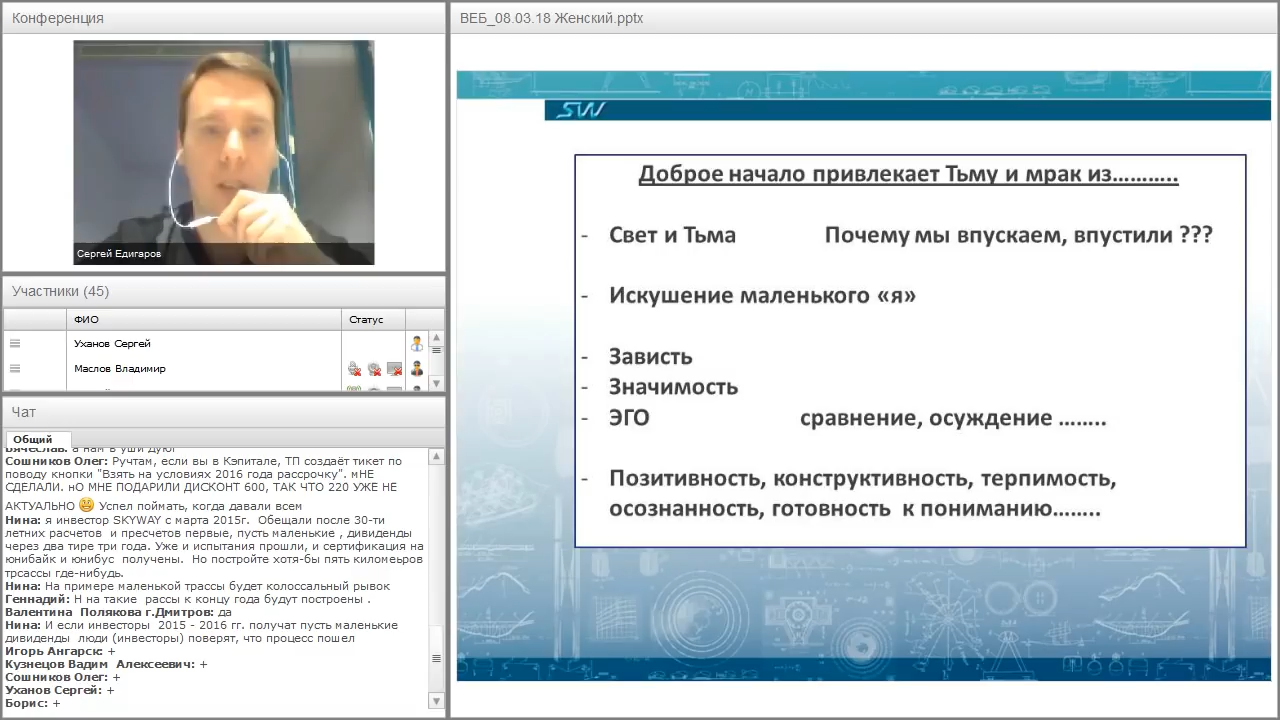 Конференция
Сергей Едигаров
Участники (45)
ФИО Статус
Уханов Сергей
Маслов Владимир
Чат
Общий
Вячеслав: а нам в уши дуют
Сошников Олег: Ручтам, если вы в Кэпитале, ТП создаёт тикет по
поводу кнопки "Взять на условиях 2016 года рассрочку". мНЕ
СДЕЛАЛИ. нО МНЕ ПОДАРИЛИ ДИСКОНТ 600, ТАК ЧТО 220 УЖЕ НЕ
АКТУАЛЬНО Успел поймать, когда давали всем
Нина: я инвестор SKYWAY с марта 2015г. Обещали после 30-ти
летних расчетов и пресчетов первые, пусть маленькие , дивиденды
через два тире три года. Уже и испытания прошли, и сертификация на
юнибайк и юнибус получены. Но постройте хотя-бы пять киломеьров
трсассы где-нибудь.
Нина: На примере маленькой трассы будет колоссальный рывок
Геннадий: Н на такие рассы к концу года будут построены .
Валентина Полякова г.Дмитров: да
Нина: И если инвесторы 2015 - 2016 гг. получат пусть маленькие
дивиденды люди (инвесторы) поверят, что процесс пошел
Игорь Ангарск: +
Кузнецов Вадим Алексеевич: +
Сошников Олег: +
Уханов Сергей: +
Борис: +
ВЕБ_08.03.18 Женский.pptx
SW
Доброе начало привлекает Тьму и мрак из………..
- Свет и Тьма Почему мы впускаем, впустили ???
- Искушение маленького «я»
- Зависть
- Значимость
- ЭГО сравнение, осуждение ……..
- Позитивность, конструктивность, терпимость,
осознанность, готовность к пониманию……..